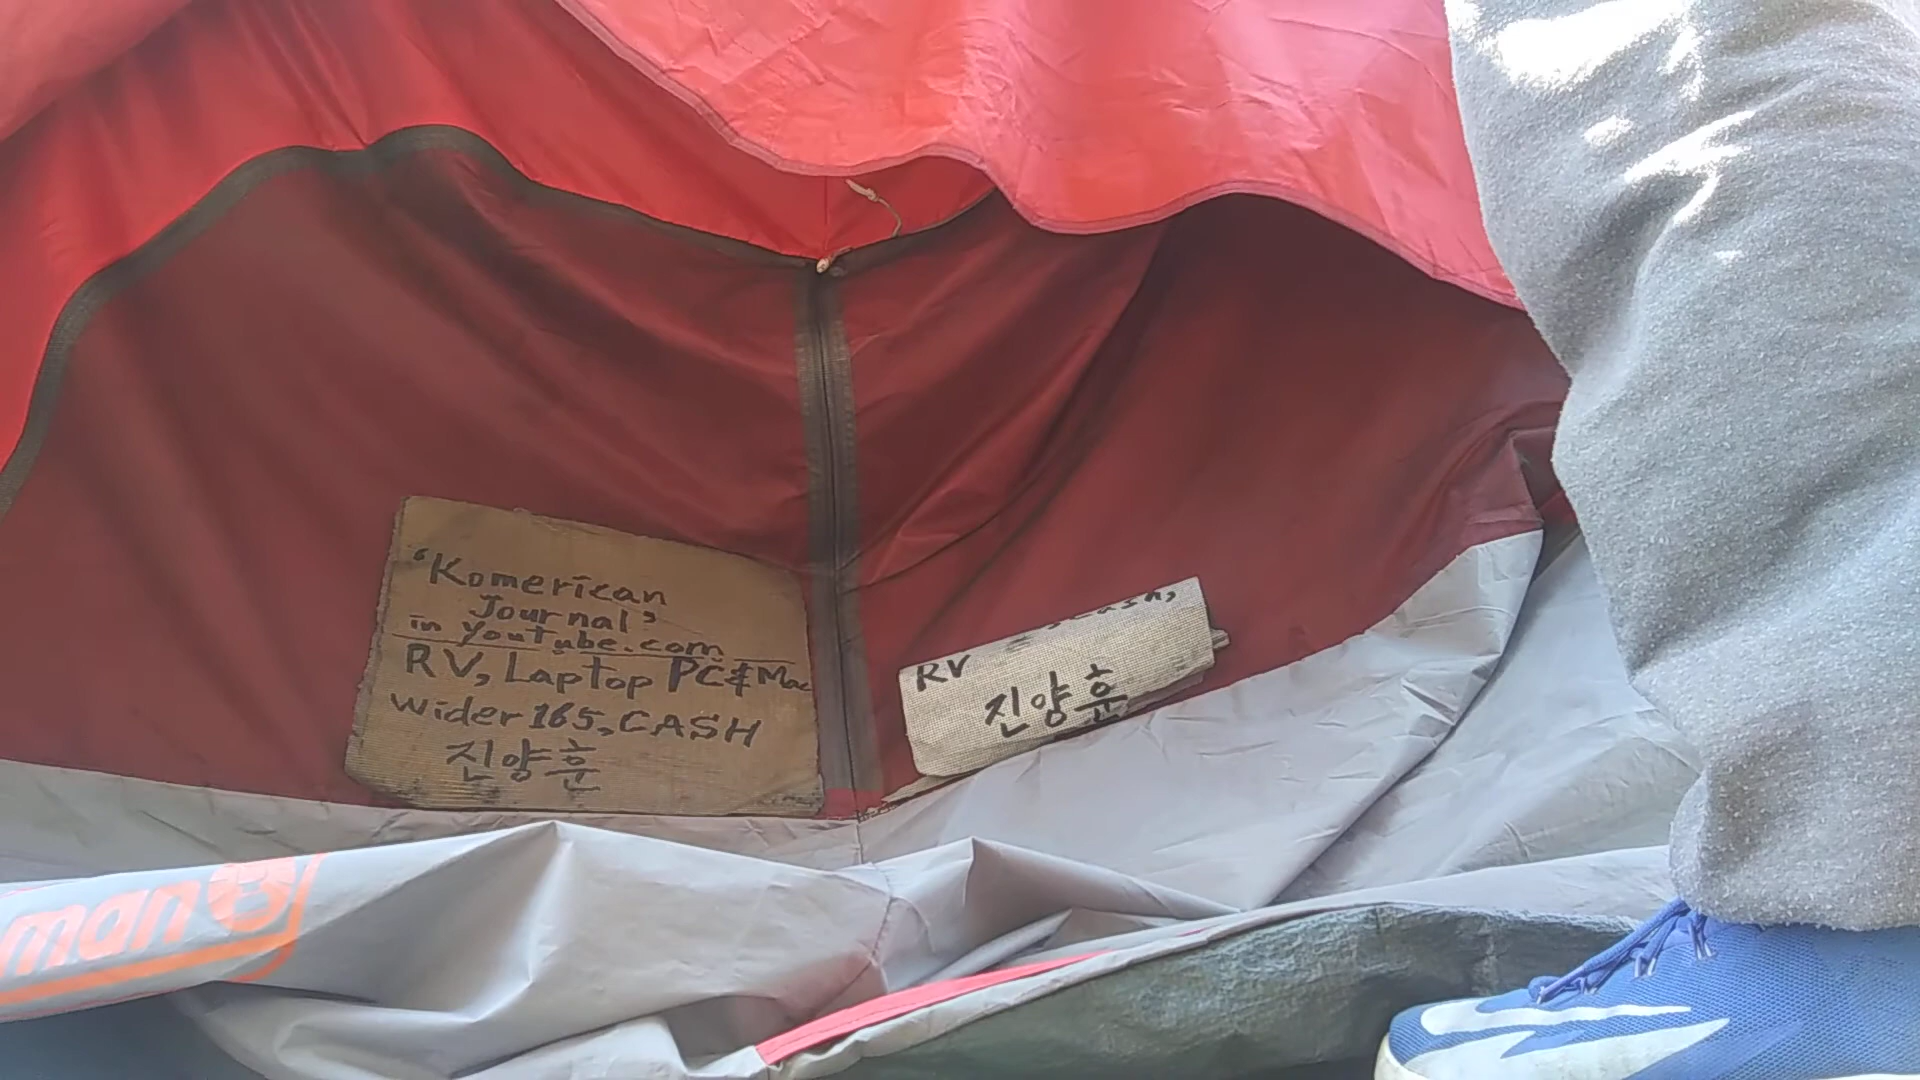 "Komerican
Journal"
in youtube.com
RV, Laptop PC & Mac
Wider 165, CASH
진양훈
RV
진양훈
man